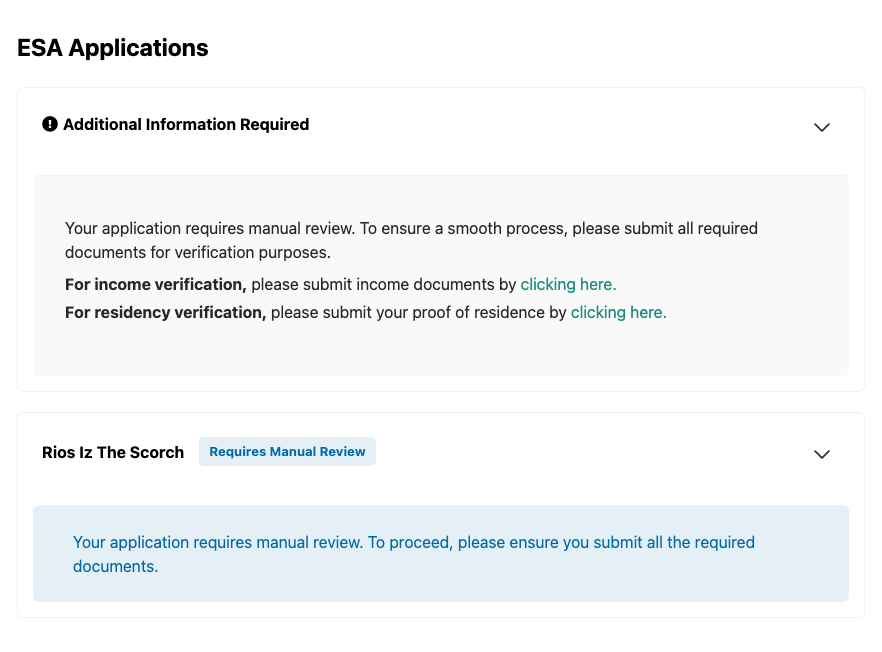 ESA Applications
Additional Information Required
Your application requires manual review. To ensure a smooth process, please submit all required
documents for verification purposes.
For income verification, please submit income documents by clicking here.
For residency verification, please submit your proof of residence by clicking here.
Rios Iz The Scorch Requires Manual Review
Your application requires manual review. To proceed, please ensure you submit all the required
documents.